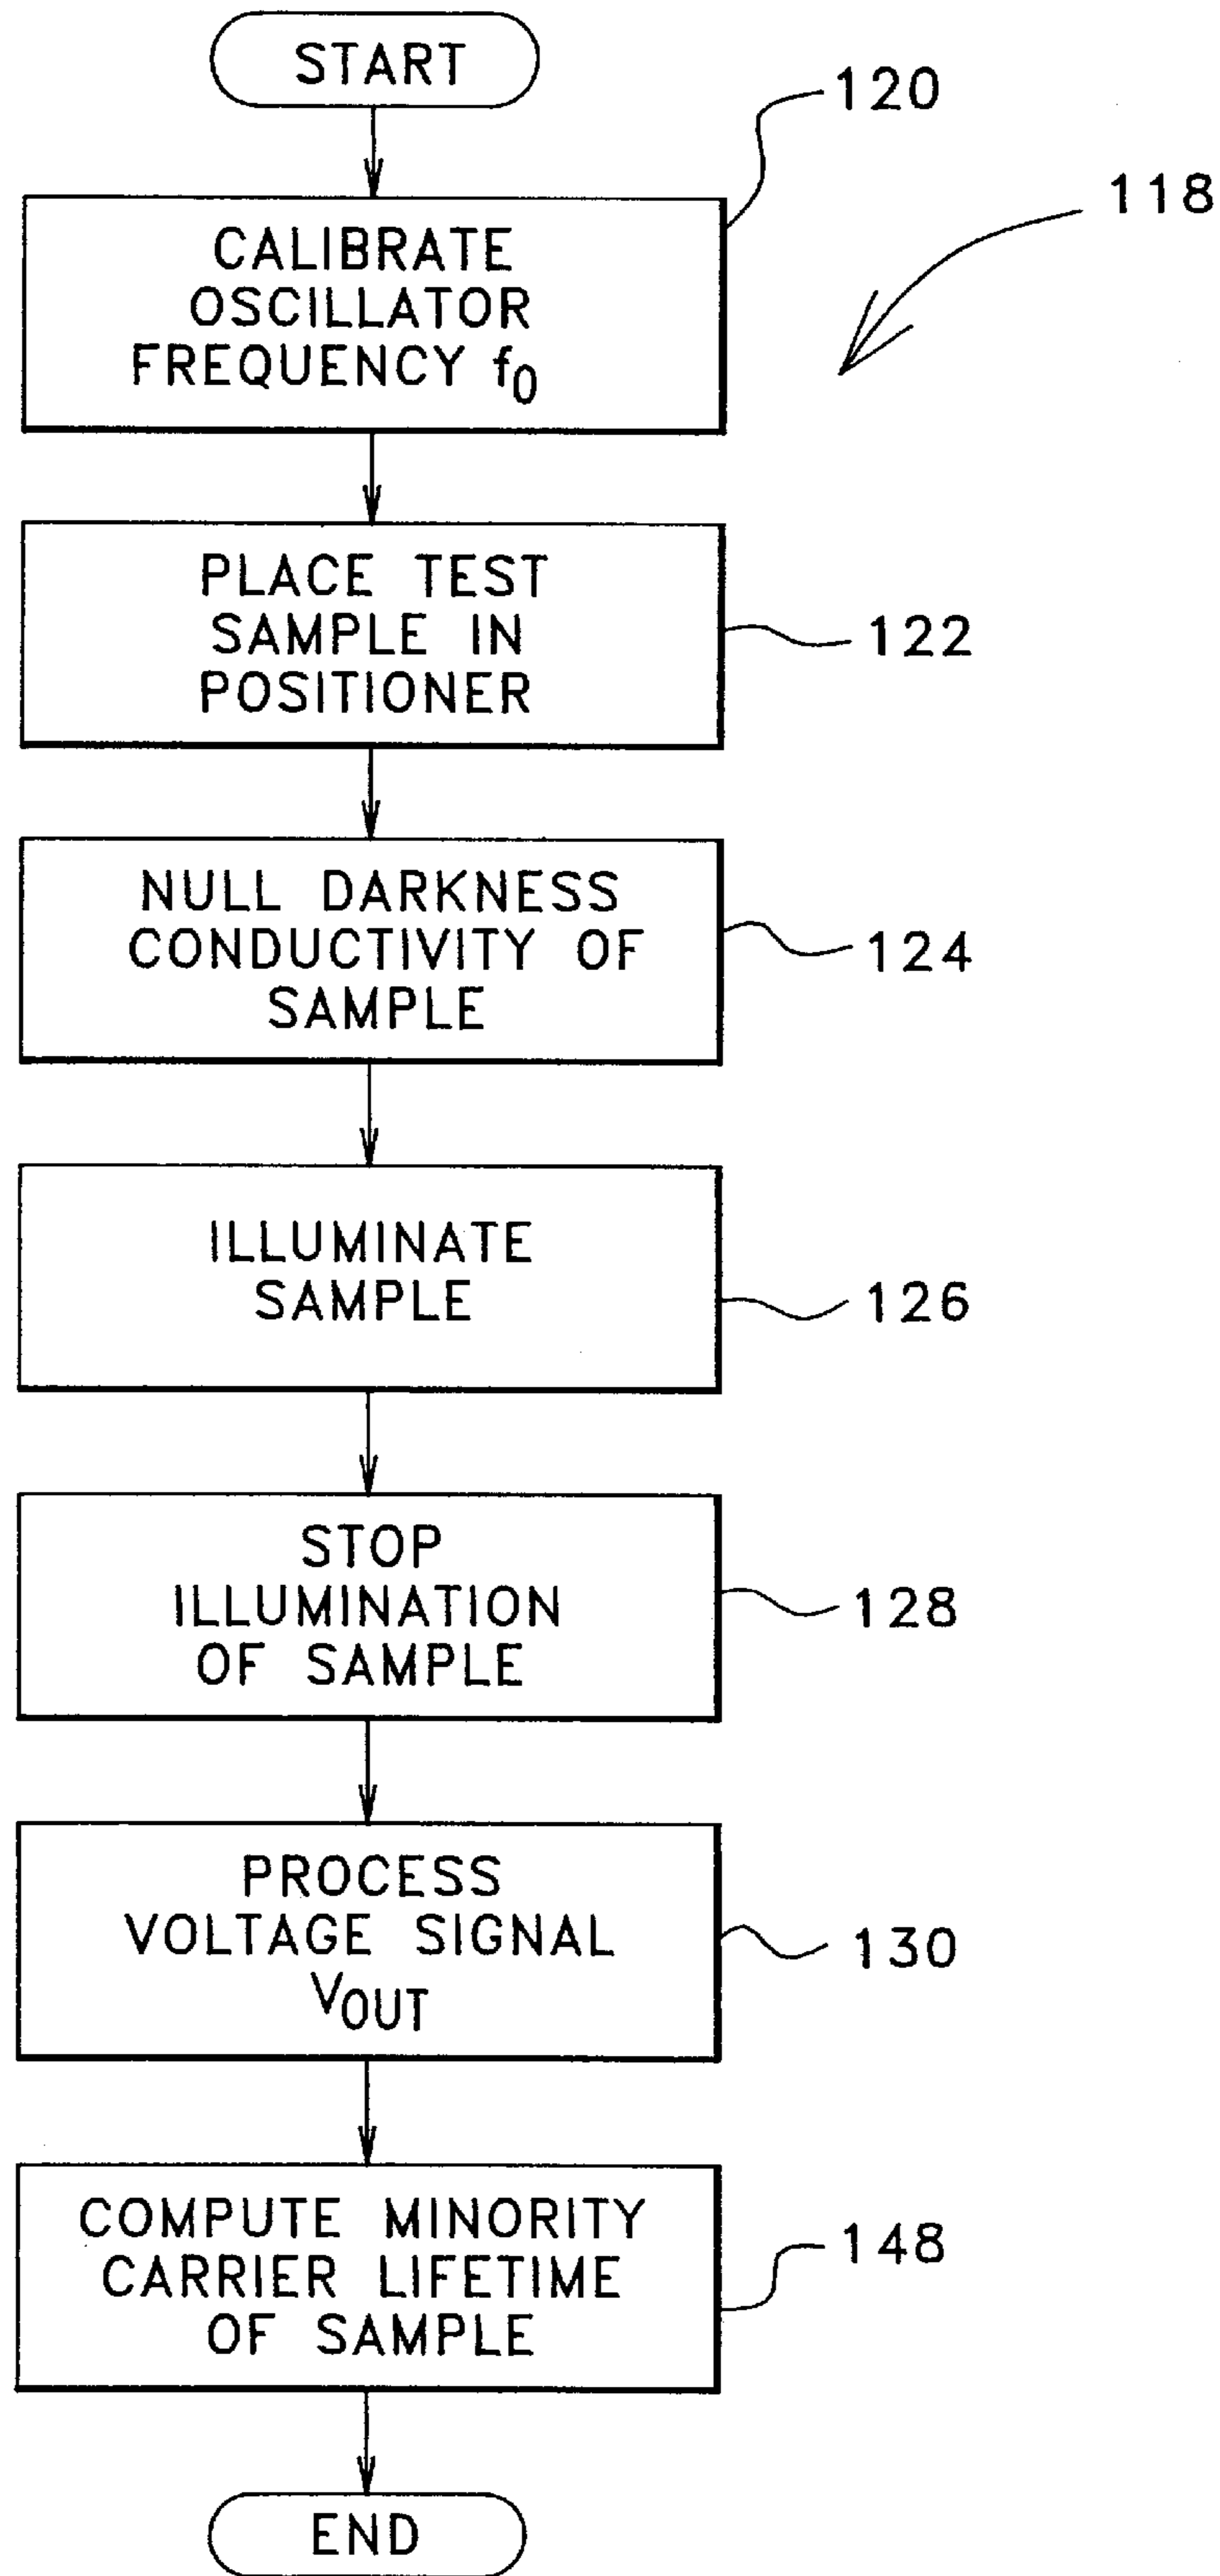 START
120
118
CALIBRATE
OSCILLATOR
FREQUENCY f0
PLACE TEST
SAMPLE IN
POSITIONER
122
NULL DARKNESS
CONDUCTIVITY OF
SAMPLE
124
ILLUMINATE
SAMPLE
126
STOP
ILLUMINATION
OF SAMPLE
128
PROCESS
VOLTAGE SIGNAL
VOUT
130
COMPUTE MINORITY
CARRIER LIFETIME
OF SAMPLE
148
END